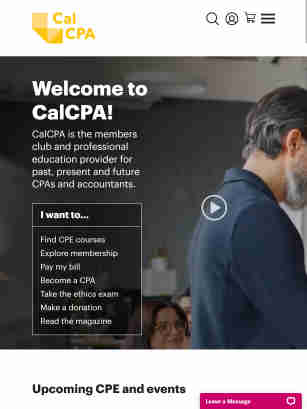 Cal
CPA
Welcome to
CalCPA!
CalCPA is the members
club and professional
education provider for
past, present and future
CPAs and accountants.
I want to...
Find CPE courses
Explore membership
Pay my bill
Become a CPA
Take the ethics exam
Make a donation
Read the magazine
Upcoming CPE and events
Leave a Message